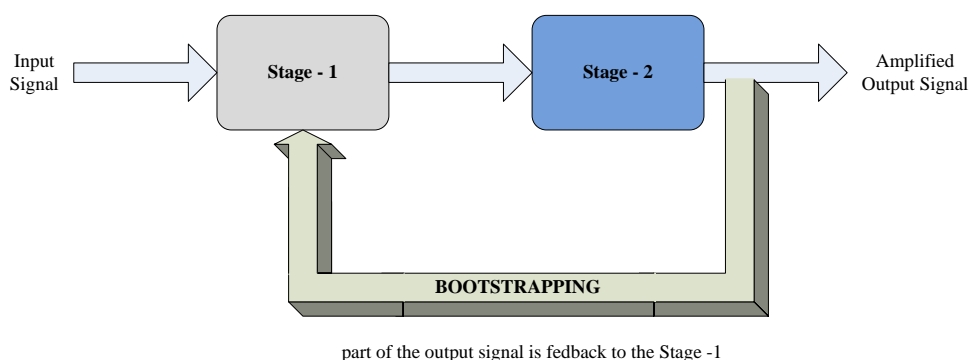 Input
Signal
Stage - 1
Stage - 2
Amplified
Output Signal
BOOTSTRAPPING
part of the output signal is fedback to the Stage -1